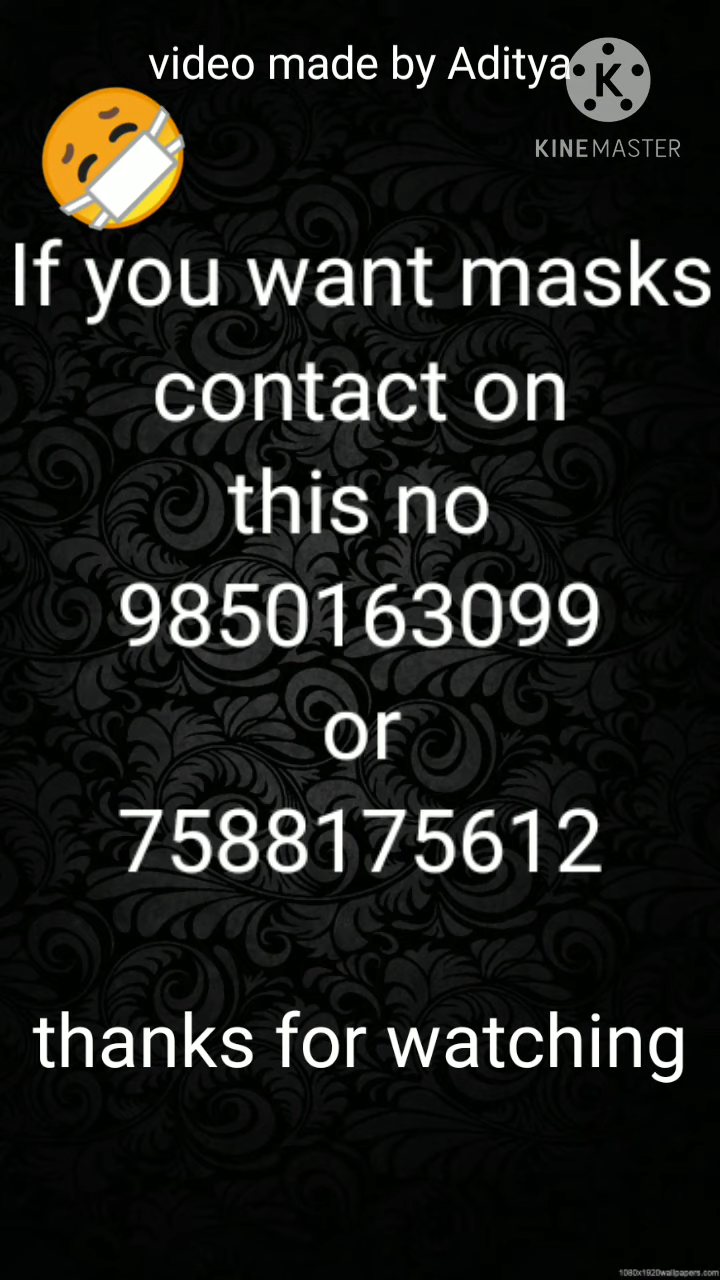 video made by Aditya
K
KINEMASTER
If you want masks
contact on
this no
9850163099
or
7588175612
thanks for watching
1080x1920wallpapers.com